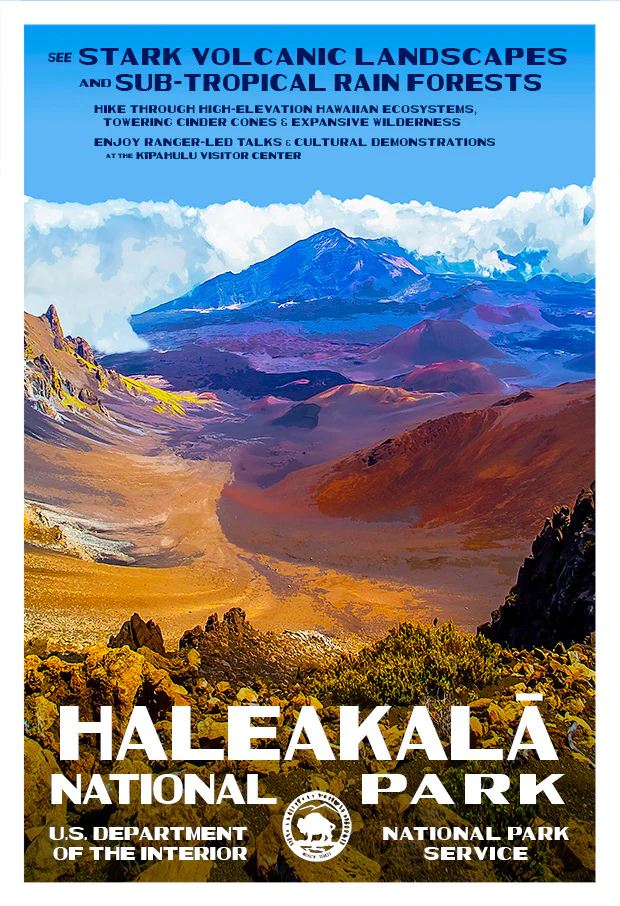 SEE STARK VOLCANIC LANDSCAPES
AND SUB-TROPICAL RAIN FORESTS
HIKE THROUGH HIGH-ELEVATION HAWAIIAN ECOSYSTEMS,
TOWERING CINDER CONES & EXPANSIVE WILDERNESS
ENJOY RANGER-LED TALKS & CULTURAL DEMONSTRATIONS
AT THE KIPAHULU VISITOR CENTER
HALEAKALĀ
NATIONAL PARK
U.S. DEPARTMENT
OF THE INTERIOR
NATIONAL PARK
SERVICE